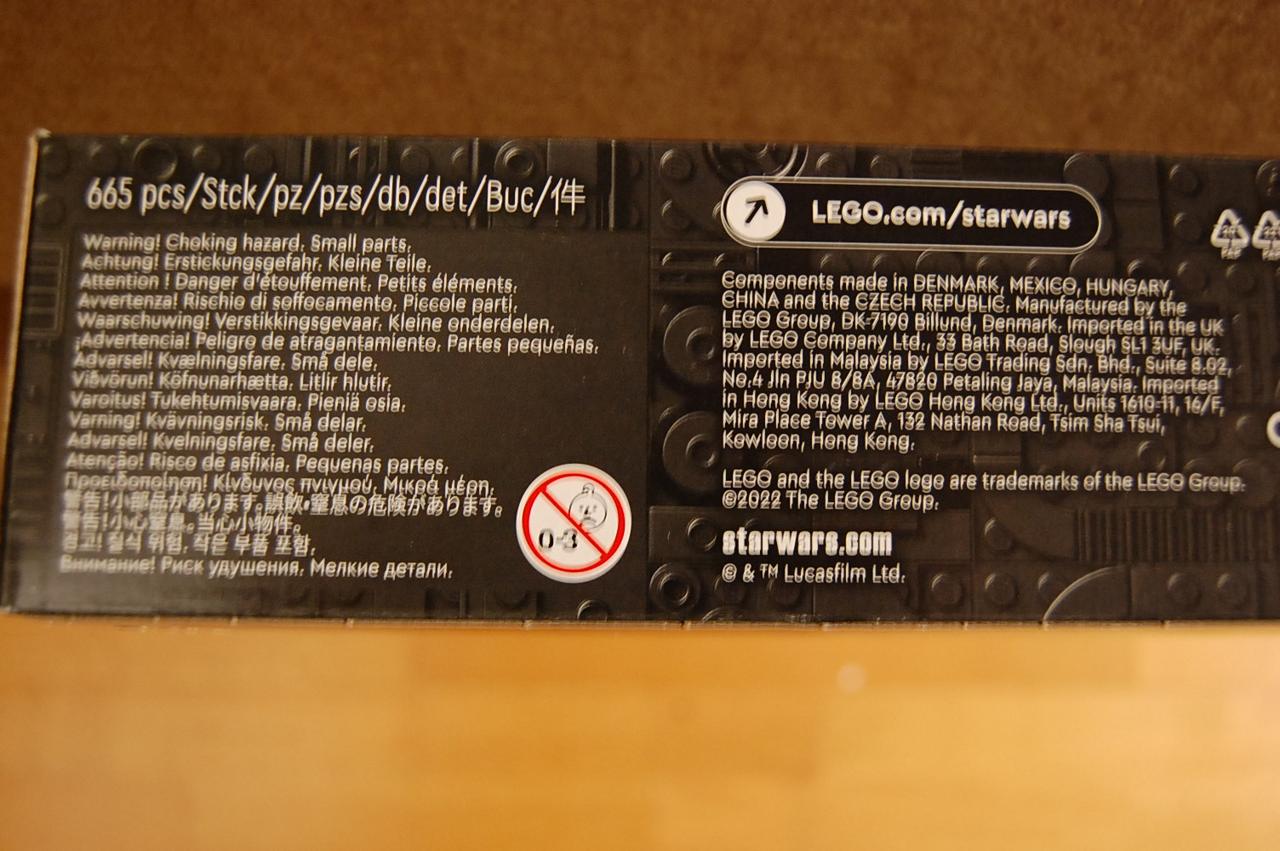 665 pcs/Stck/pz/pzs/db/det/Buc/件
Warning! Choking hazard. Small parts.
Achtung! Erstickungsgefahr. Kleine Teile.
Attention ! Danger d'étouffement. Petits éléments.
Avvertenza! Rischio di soffocamento. Piccole parti.
Waarschuwing! Verstikkingsgevaar. Kleine onderdelen.
¡Advertencia! Peligro de atragantamiento. Partes pequeñas.
Advarsel! Kvælningsfare. Små dele.
Viðvörun! Köfnunarhætta. Litlir hlutir.
Varoitus! Tukehtumisvaara. Pieniä osia.
Varning! Kvävningsrisk. Små delar.
Advarsel! Kvelningsfare. Små deler.
Atenção! Risco de asfixia. Pequenas partes.
Προειδοποίηση! Κίνδυνος πνιγμού. Μικρά μέρη.
警告!小部品があります。誤飲・窒息の危険があります。
警告!小心窒息。当心小物件。
경고! 질식 위험. 작은 부품 포함.
Внимание! Риск удушения. Мелкие детали.
0-3
LEGO.com/starwars
Components made in DENMARK, MEXICO, HUNGARY,
CHINA and the CZECH REPUBLIC. Manufactured by the
LEGO Group, DK-7190 Billund, Denmark. Imported in the UK
by LEGO Company Ltd., 33 Bath Road, Slough SL1 3UF, UK.
Imported in Malaysia by LEGO Trading Sdn. Bhd., Suite 8.02,
No.4 Jln PJU 8/8A, 47820 Petaling Jaya, Malaysia. Imported
in Hong Kong by LEGO Hong Kong Ltd., Units 1610-11, 16/F,
Mira Place Tower A, 132 Nathan Road, Tsim Sha Tsui,
Kowloon, Hong Kong.
LEGO and the LEGO logo are trademarks of the LEGO Group.
©2022 The LEGO Group.
starwars.com
© & ™ Lucasfilm Ltd.